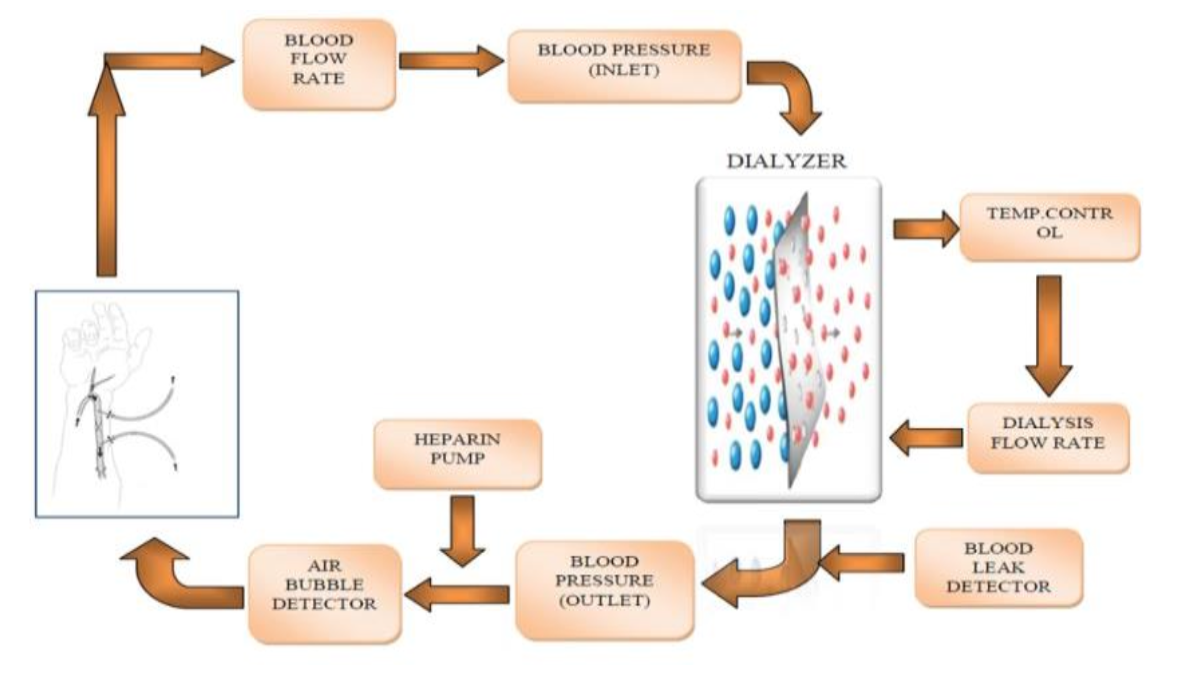 BLOOD
FLOW
RATE
BLOOD PRESSURE
(INLET)
DIALYZER
TEMP.CONTR
OL
DIALYSIS
FLOW RATE
HEPARIN
PUMP
AIR
BUBBLE
DETECTOR
BLOOD
PRESSURE
(OUTLET)
BLOOD
LEAK
DETECTOR